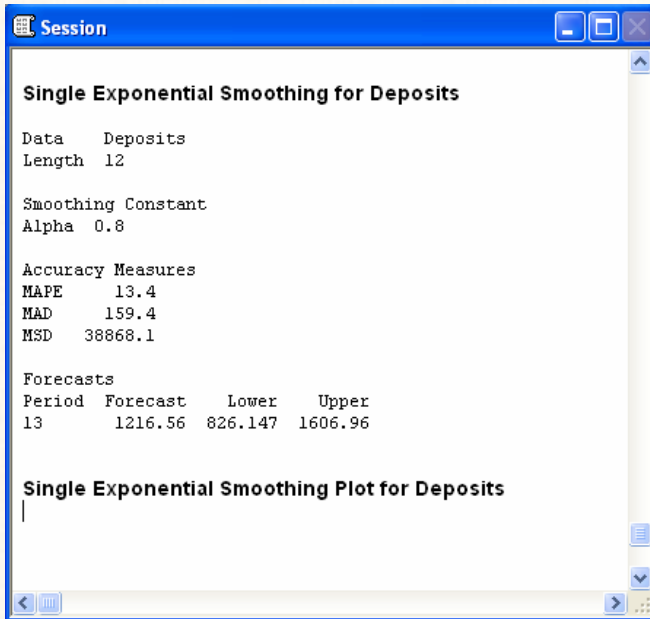 Session
Single Exponential Smoothing for Deposits
Data    Deposits
Length  12
Smoothing Constant
Alpha  0.8
Accuracy Measures
MAPE      13.4
MAD      159.4
MSD    38868.1
Forecasts
Period  Forecast    Lower    Upper
13       1216.56  826.147  1606.96
Single Exponential Smoothing Plot for Deposits